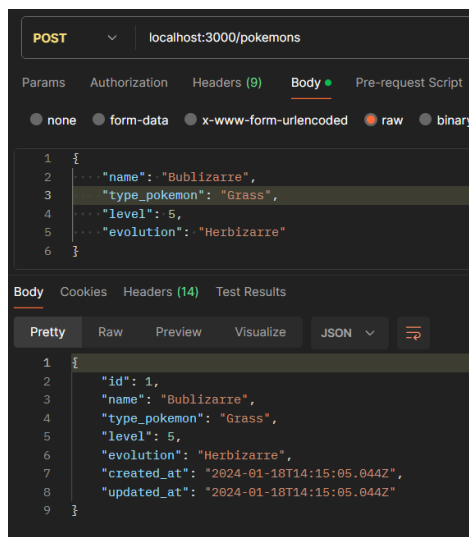 POST localhost:3000/pokemons
Params Authorization Headers (9) Body Pre-request Script
none form-data x-www-form-urlencoded raw binary
1 {
2 "name": "Bublizarre",
3 "type_pokemon": "Grass",
4 "level": 5,
5 "evolution": "Herbizarre"
6 }
Body Cookies Headers (14) Test Results
Pretty Raw Preview Visualize JSON
1 {
2 "id": 1,
3 "name": "Bublizarre",
4 "type_pokemon": "Grass",
5 "level": 5,
6 "evolution": "Herbizarre",
7 "created_at": "2024-01-18T14:15:05.044Z",
8 "updated_at": "2024-01-18T14:15:05.044Z"
9 }